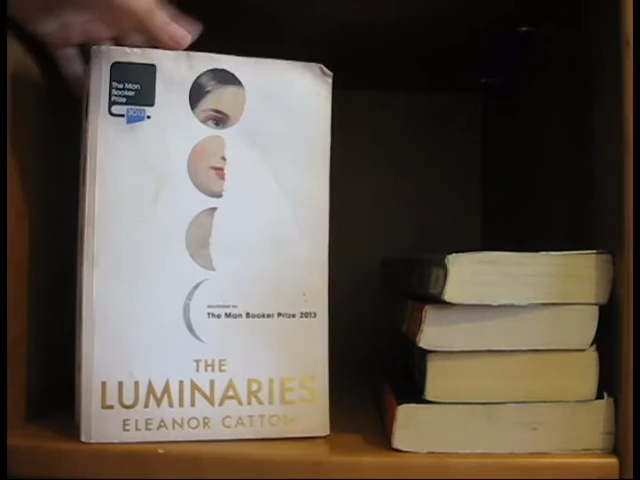 The Man
Booker
Prize
2013
The Man Booker Prize 2013
THE
LUMINARIES
ELEANOR CATTON